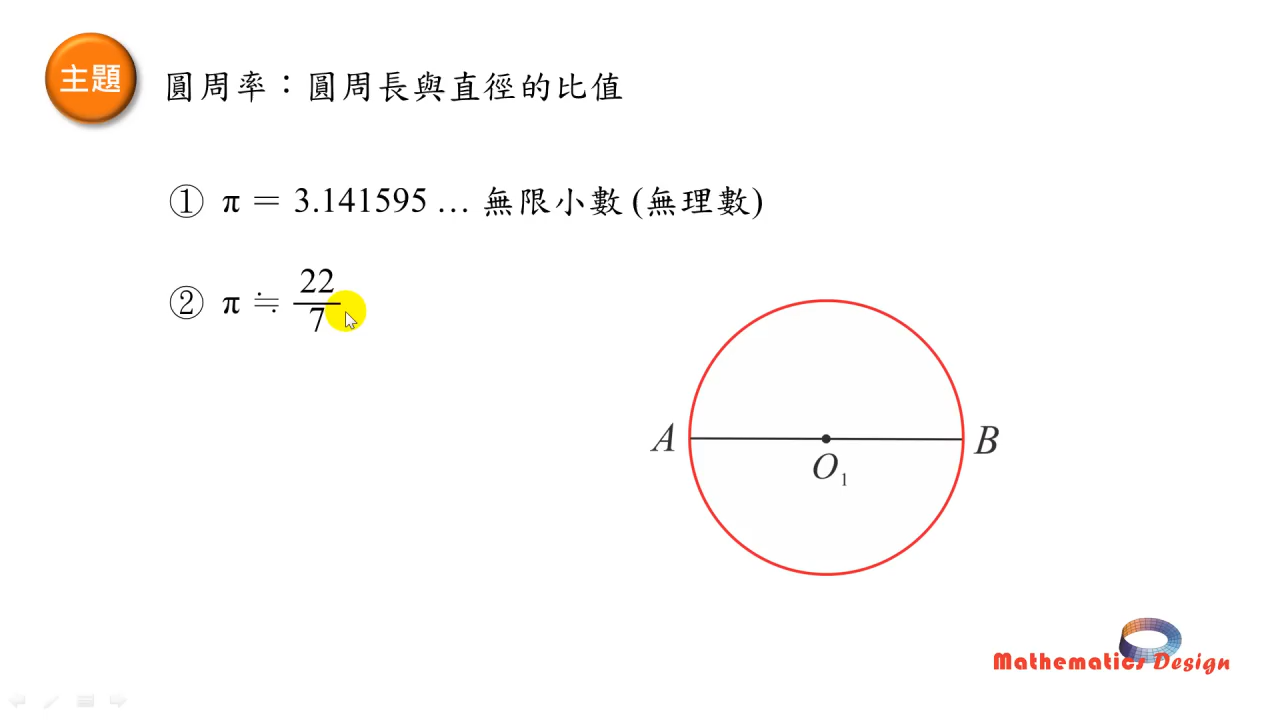 主題
圓周率：圓周長與直徑的比值
① π ＝ 3.141595 … 無限小數 (無理數)
② π ≒ 22/7
A
B
O₁
Mathematics Design